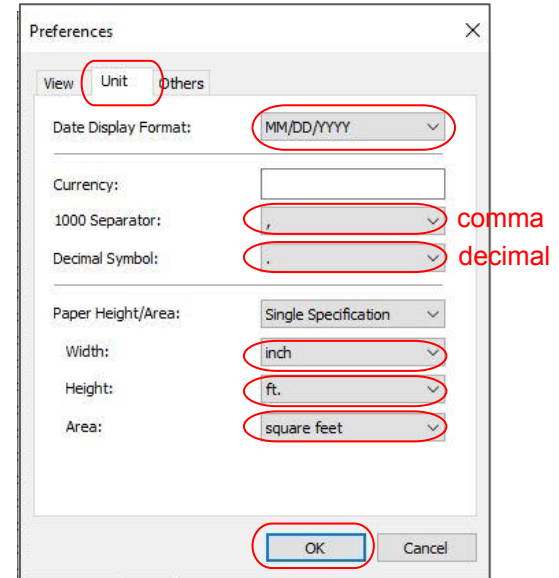 Preferences
View Unit Others
Date Display Format: MM/DD/YYYY
Currency:
1000 Separator: , comma
Decimal Symbol: . decimal
Paper Height/Area: Single Specification
Width: inch
Height: ft.
Area: square feet
OK Cancel